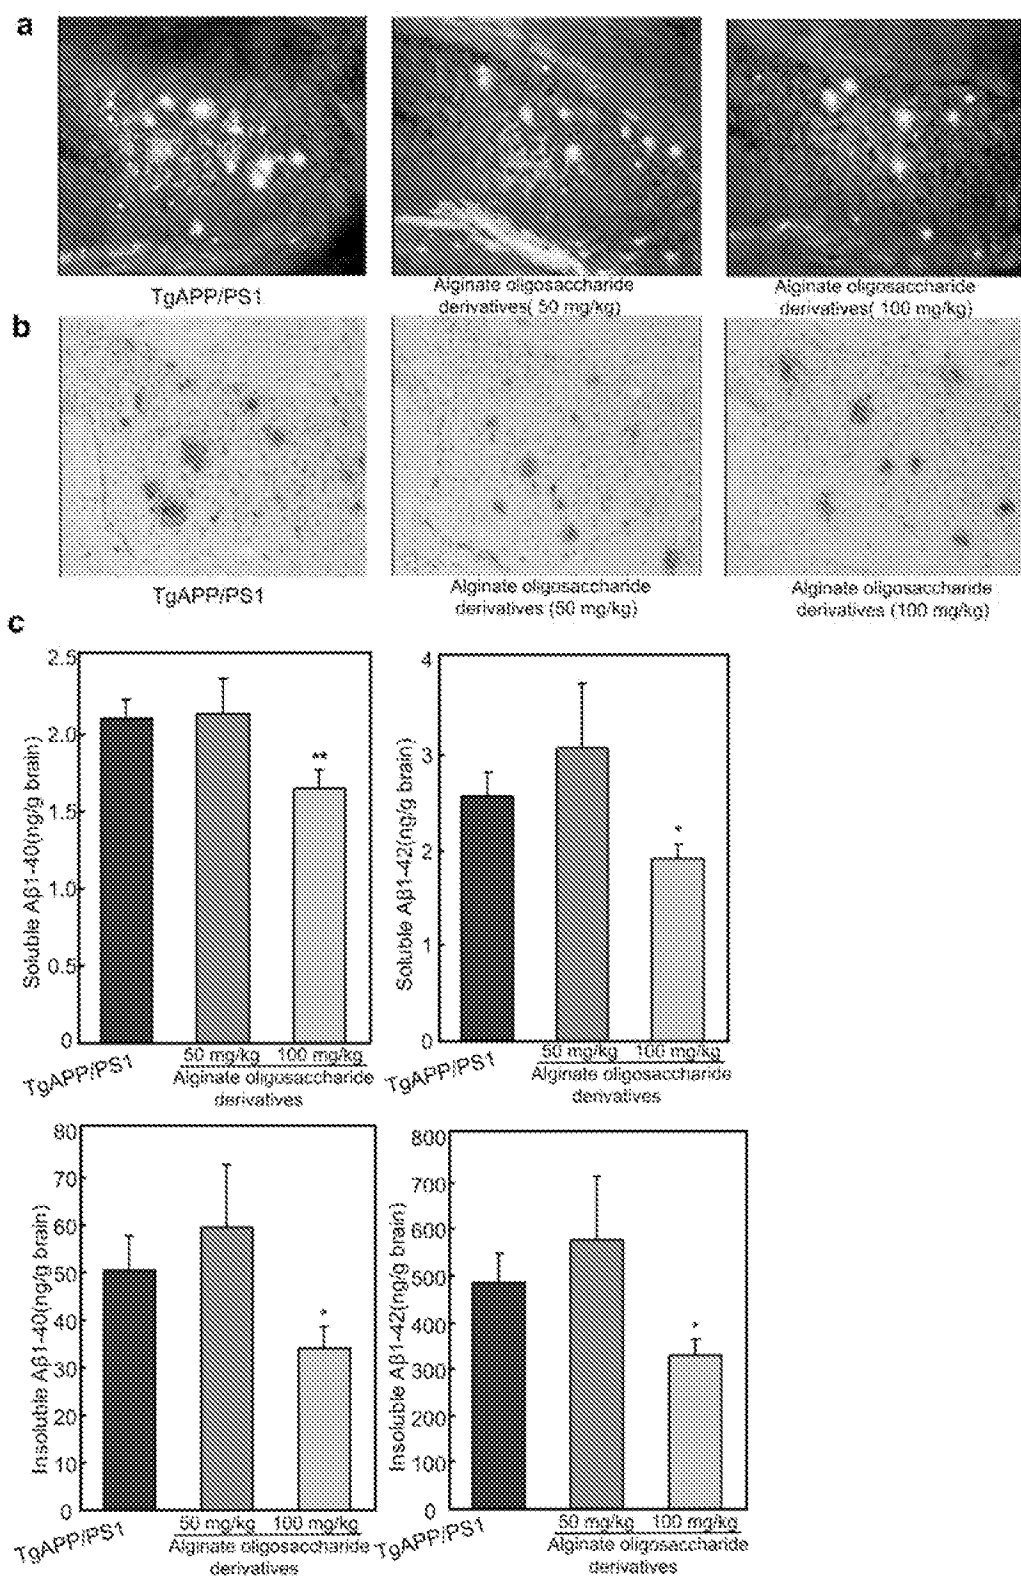 a
TgAPP/PS1
Alginate oligosaccharide
derivatives( 50 mg/kg)
Alginate oligosaccharide
derivatives( 100 mg/kg)
b
TgAPP/PS1
Alginate oligosaccharide
derivatives (50 mg/kg)
Alginate oligosaccharide
derivatives (100 mg/kg)
c
Soluble Aβ1-40(ng/g brain)
2.5
2.0
1.5
1.0
0.5
0
**
TgAPP/PS1
50 mg/kg 100 mg/kg
Alginate oligosaccharide
derivatives
Soluble Aβ1-42(ng/g brain)
4
3
2
1
0
*
TgAPP/PS1
50 mg/kg 100 mg/kg
Alginate oligosaccharide
derivatives
Insoluble Aβ1-40(ng/g brain)
80
70
60
50
40
30
20
10
0
*
TgAPP/PS1
50 mg/kg 100 mg/kg
Alginate oligosaccharide
derivatives
Insoluble Aβ1-42(ng/g brain)
800
700
600
500
400
300
200
100
0
*
TgAPP/PS1
50 mg/kg 100 mg/kg
Alginate oligosaccharide
derivatives